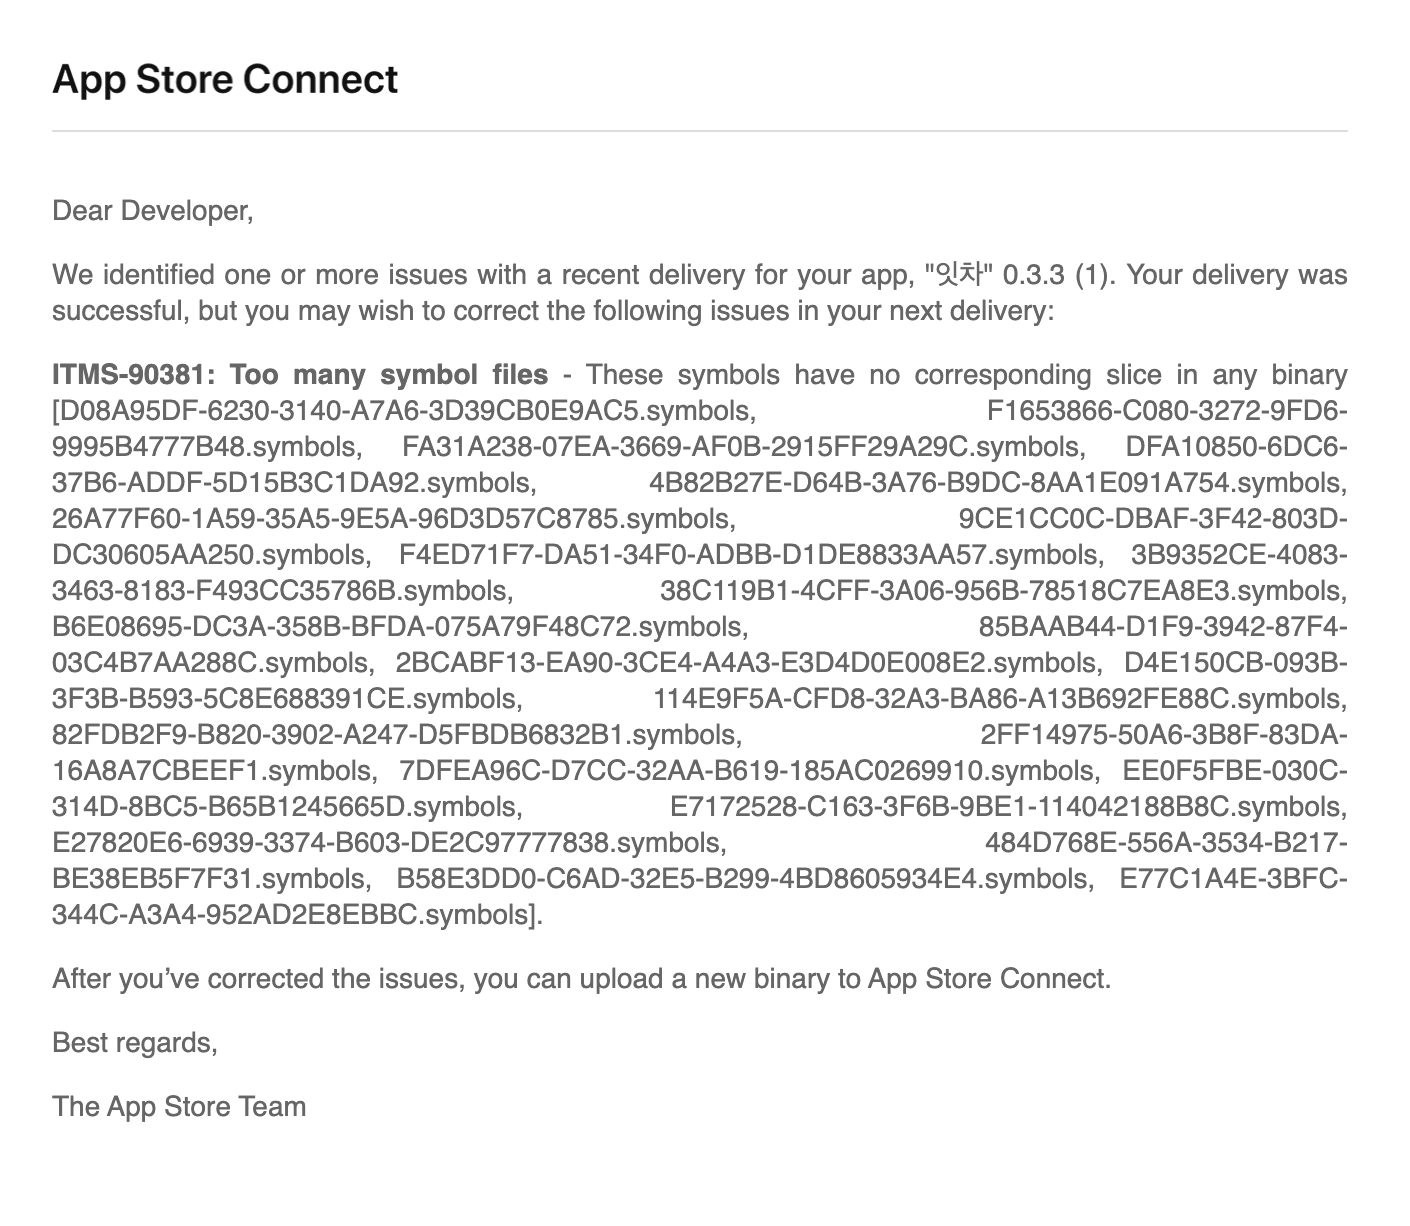 App Store Connect
Dear Developer,
We identified one or more issues with a recent delivery for your app, "잇차" 0.3.3 (1). Your delivery was
successful, but you may wish to correct the following issues in your next delivery:
ITMS-90381: Too many symbol files - These symbols have no corresponding slice in any binary
[D08A95DF-6230-3140-A7A6-3D39CB0E9AC5.symbols, F1653866-C080-3272-9FD6-
9995B4777B48.symbols, FA31A238-07EA-3669-AF0B-2915FF29A29C.symbols, DFA10850-6DC6-
37B6-ADDF-5D15B3C1DA92.symbols, 4B82B27E-D64B-3A76-B9DC-8AA1E091A754.symbols,
26A77F60-1A59-35A5-9E5A-96D3D57C8785.symbols, 9CE1CC0C-DBAF-3F42-803D-
DC30605AA250.symbols, F4ED71F7-DA51-34F0-ADBB-D1DE8833AA57.symbols, 3B9352CE-4083-
3463-8183-F493CC35786B.symbols, 38C119B1-4CFF-3A06-956B-78518C7EA8E3.symbols,
B6E08695-DC3A-358B-BFDA-075A79F48C72.symbols, 85BAAB44-D1F9-3942-87F4-
03C4B7AA288C.symbols, 2BCABF13-EA90-3CE4-A4A3-E3D4D0E008E2.symbols, D4E150CB-093B-
3F3B-B593-5C8E688391CE.symbols, 114E9F5A-CFD8-32A3-BA86-A13B692FE88C.symbols,
82FDB2F9-B820-3902-A247-D5FBDB6832B1.symbols, 2FF14975-50A6-3B8F-83DA-
16A8A7CBEEF1.symbols, 7DFEA96C-D7CC-32AA-B619-185AC0269910.symbols, EE0F5FBE-030C-
314D-8BC5-B65B1245665D.symbols, E7172528-C163-3F6B-9BE1-114042188B8C.symbols,
E27820E6-6939-3374-B603-DE2C97777838.symbols, 484D768E-556A-3534-B217-
BE38EB5F7F31.symbols, B58E3DD0-C6AD-32E5-B299-4BD8605934E4.symbols, E77C1A4E-3BFC-
344C-A3A4-952AD2E8EBBC.symbols].
After you’ve corrected the issues, you can upload a new binary to App Store Connect.
Best regards,
The App Store Team